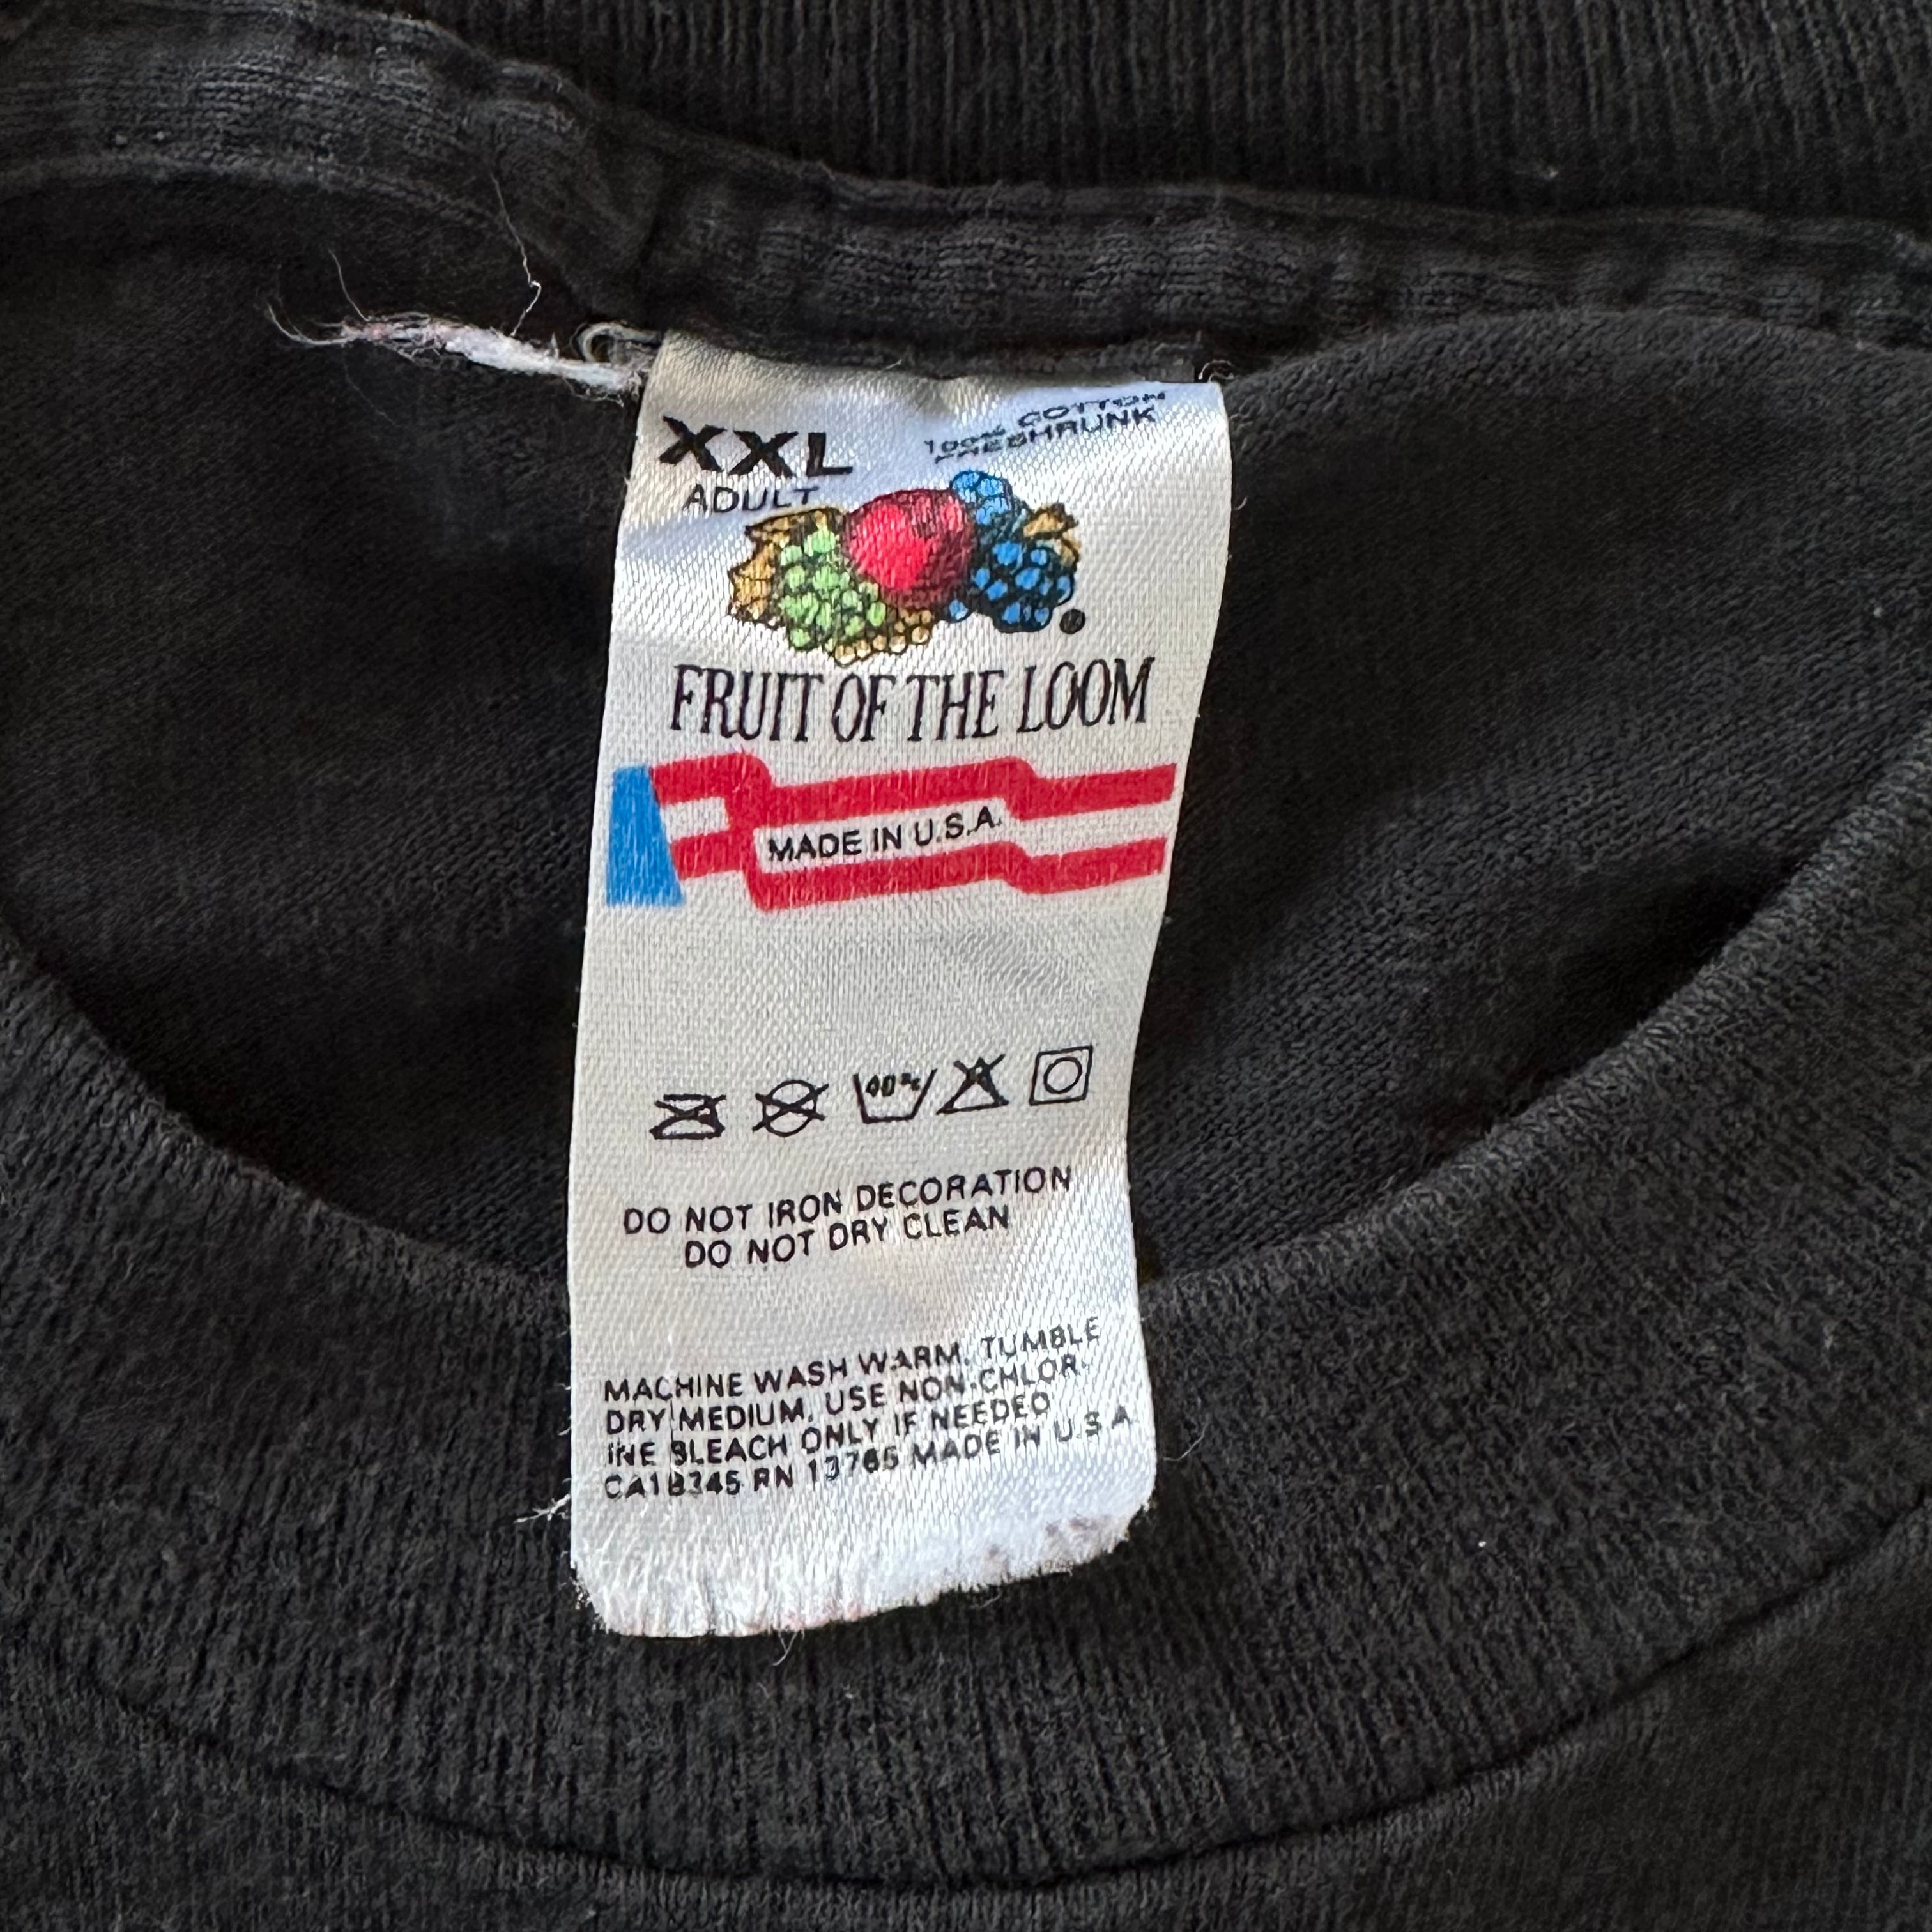 XXL
ADULT
100% COTTON
PRESHRUNK
FRUIT OF THE LOOM
MADE IN U.S.A.
40°C
DO NOT IRON DECORATION
DO NOT DRY CLEAN
MACHINE WASH WARM, TUMBLE
DRY MEDIUM, USE NON-CHLOR-
INE BLEACH ONLY IF NEEDED
CA18345 RN 13765 MADE IN U.S.A.